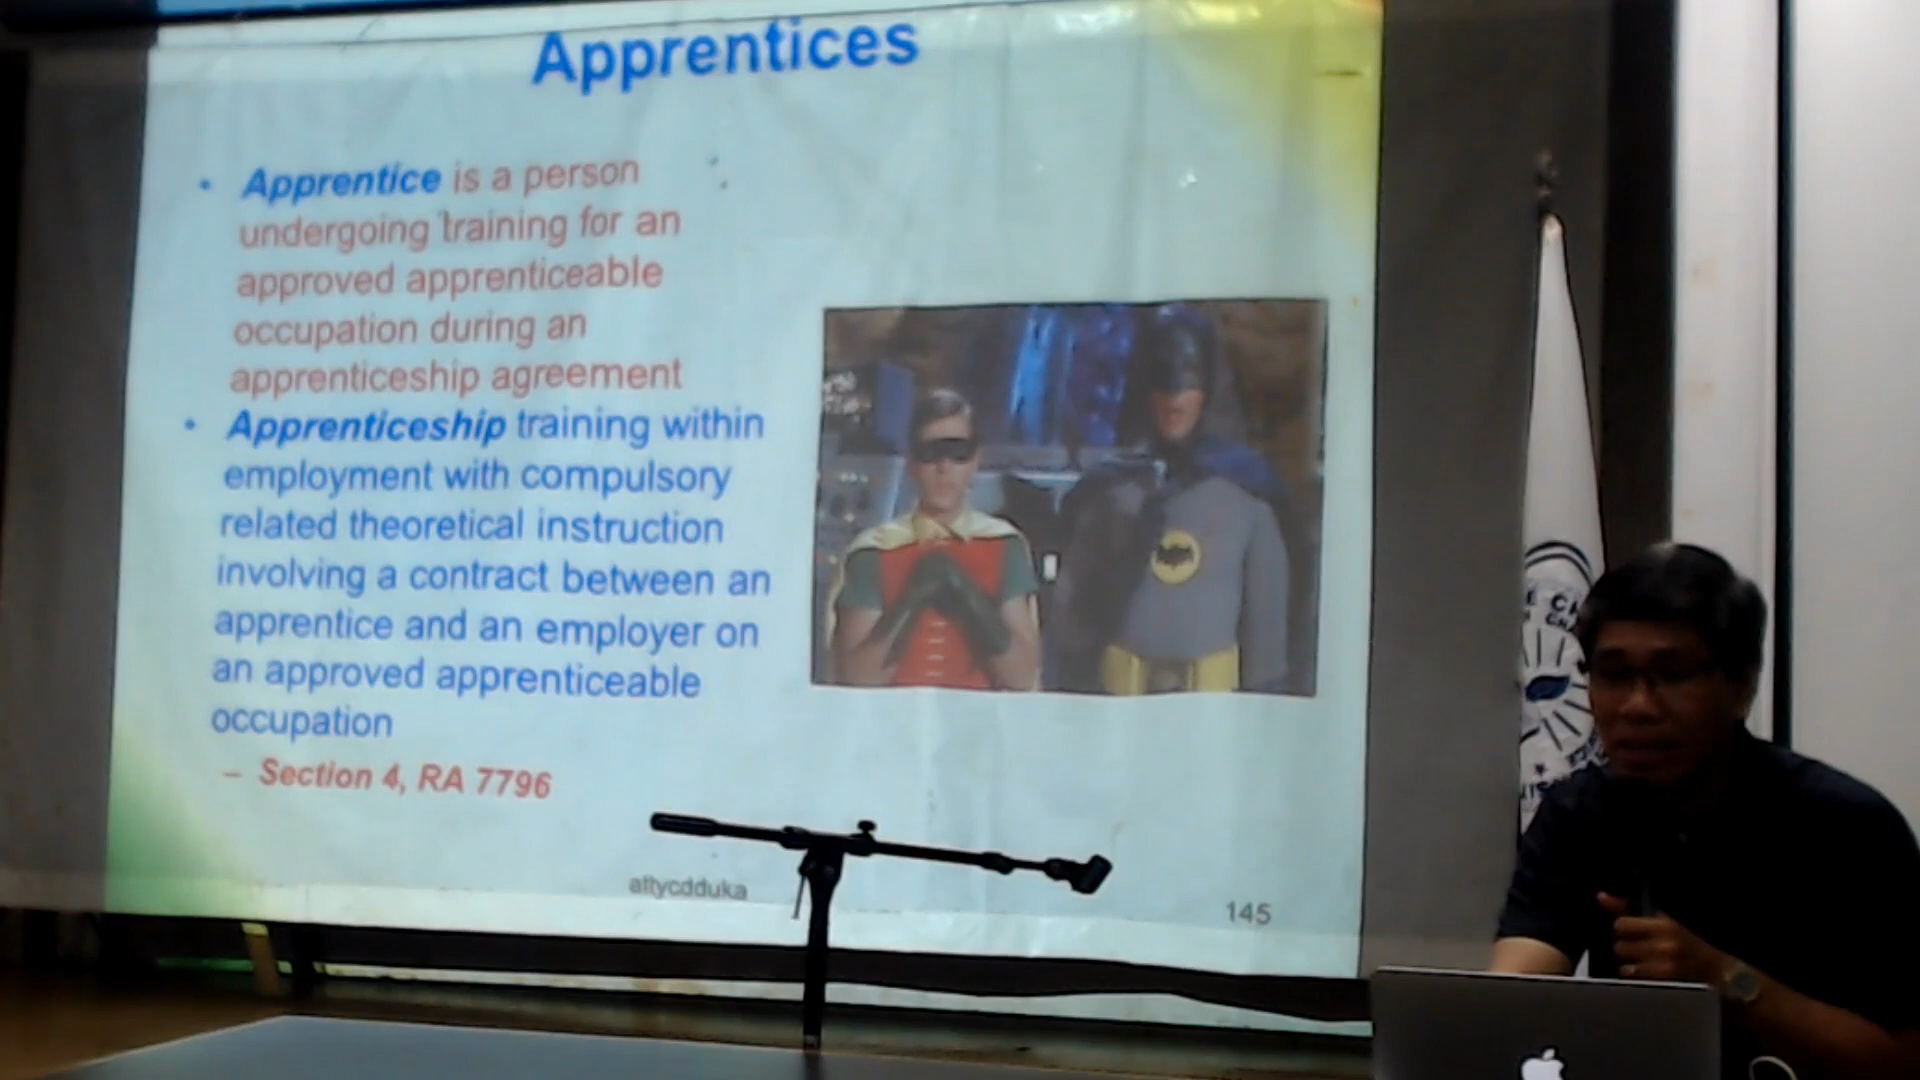 Apprentices
• Apprentice is a person
undergoing training for an
approved apprenticeable
occupation during an
apprenticeship agreement
• Apprenticeship training within
employment with compulsory
related theoretical instruction
involving a contract between an
apprentice and an employer on
an approved apprenticeable
occupation
– Section 4, RA 7796
attycdduka
145